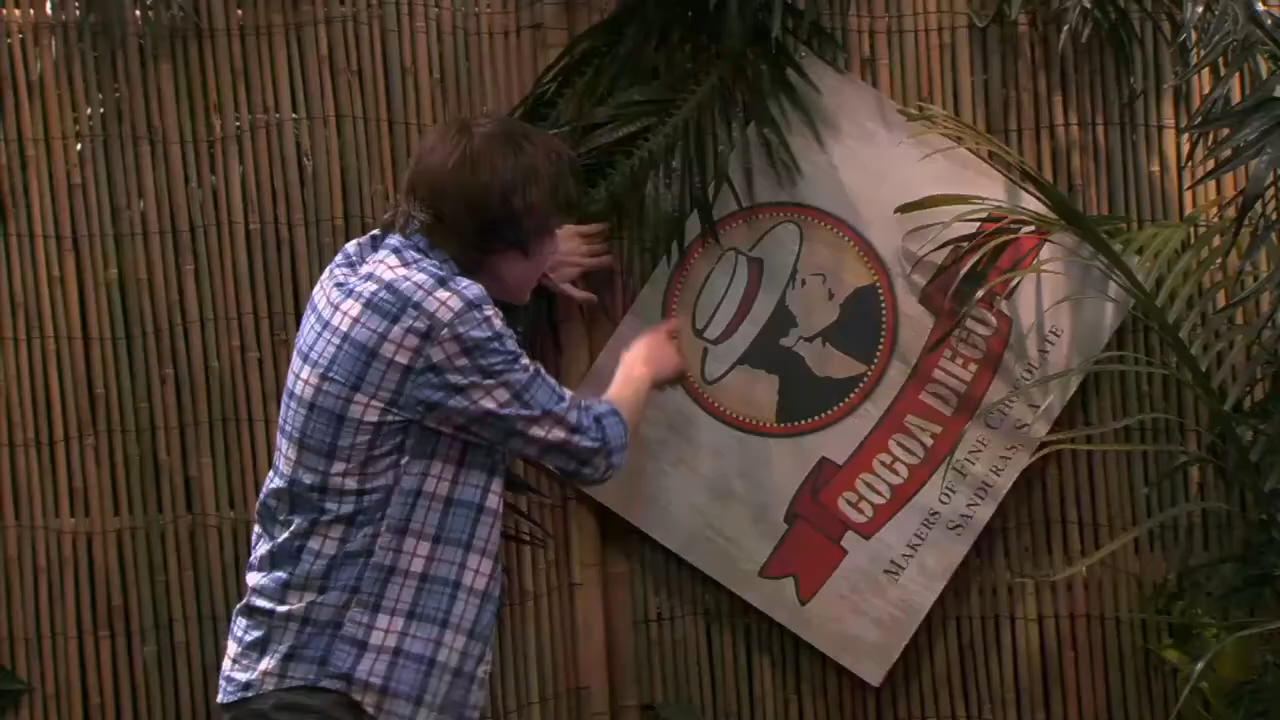 COCOA DIEGO
MAKERS OF FINE CHOCOLATE
SANDURAS, S.A.